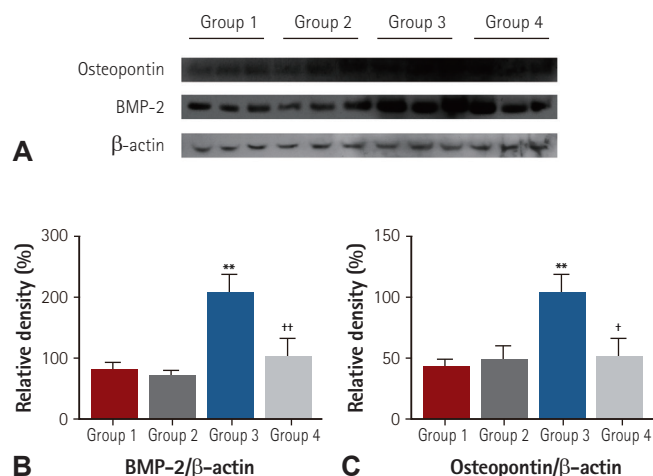 Group 1 Group 2 Group 3 Group 4
Osteopontin
BMP-2
β-actin
A
300
200
100
0
Relative density (%)
**
††
Group 1 Group 2 Group 3 Group 4
B BMP-2/β-actin
150
100
50
0
Relative density (%)
**
†
Group 1 Group 2 Group 3 Group 4
C Osteopontin/β-actin